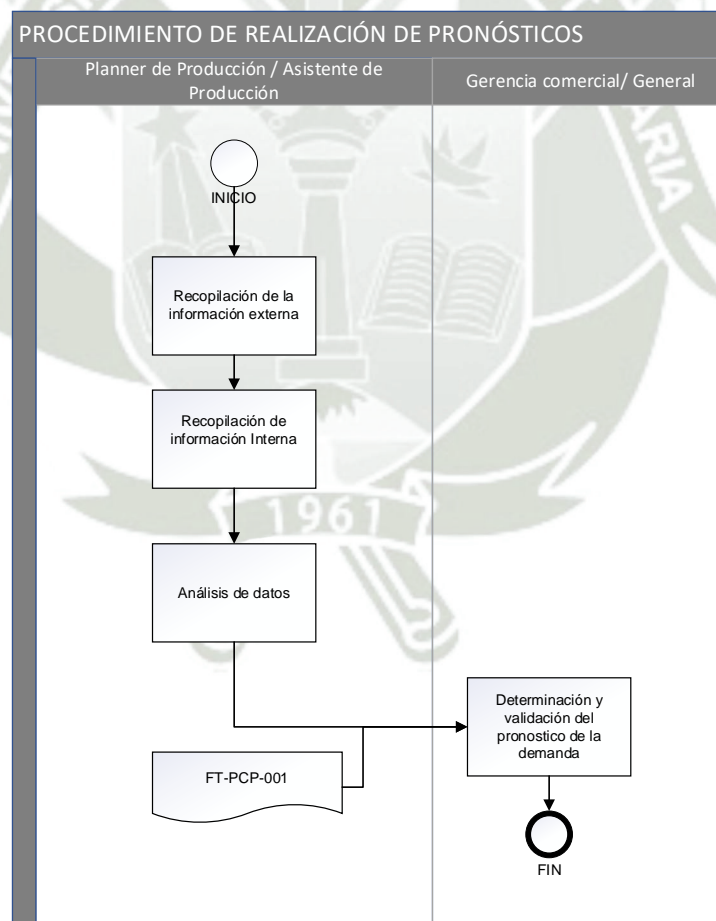 PROCEDIMIENTO DE REALIZACIÓN DE PRONÓSTICOS
Planner de Producción / Asistente de
Producción
Gerencia comercial/ General
INICIO
Recopilación de la
información externa
Recopilación de
información Interna
1961
Análisis de datos
Determinación y
validación del
pronostico de la
demanda
FT-PCP-001
FIN
ARIA